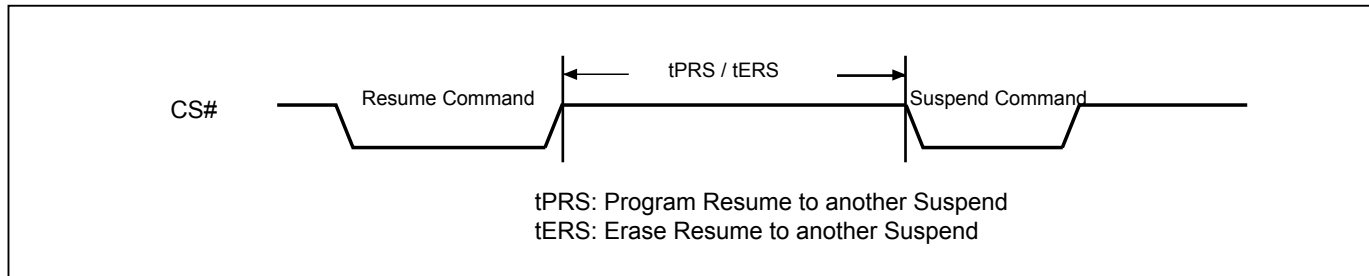 tPRS / tERS
Resume Command
Suspend Command
CS#
tPRS: Program Resume to another Suspend
tERS: Erase Resume to another Suspend